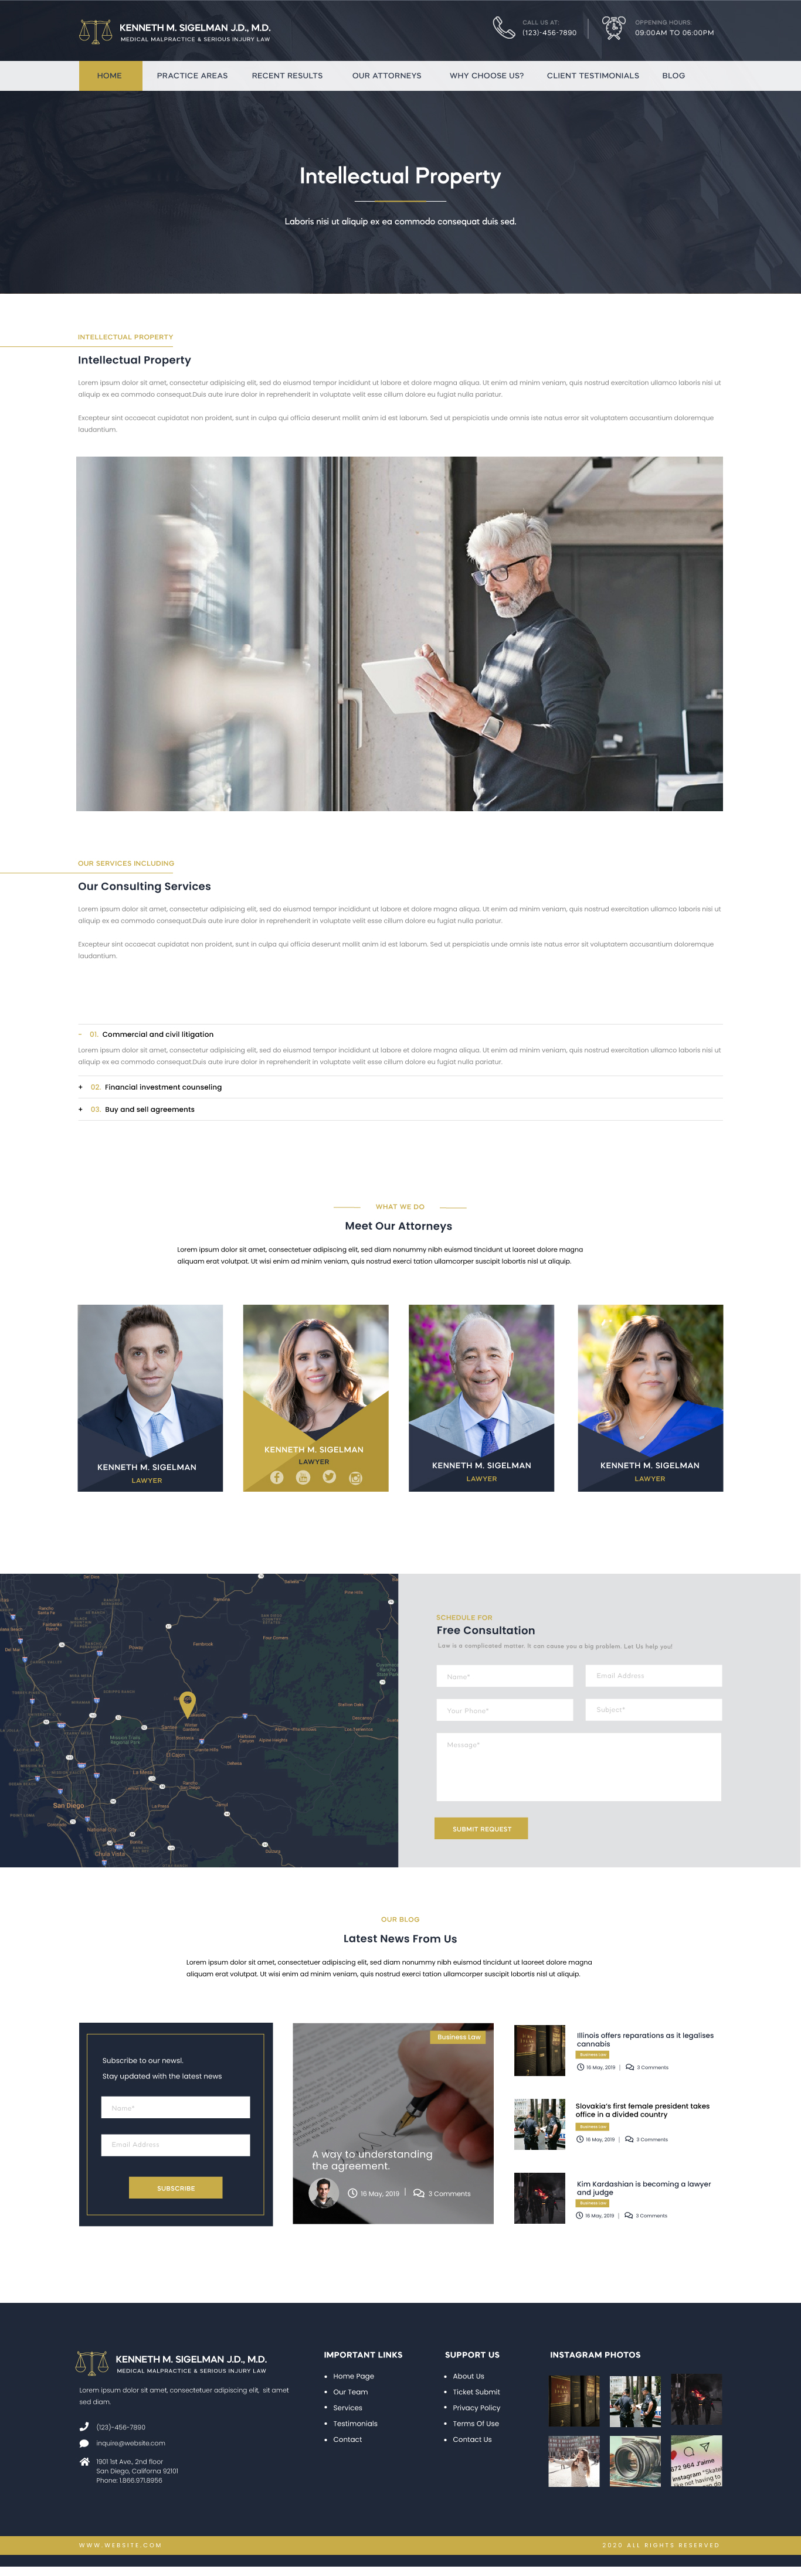 KENNETH M. SIGELMAN J.D., M.D.
MEDICAL MALPRACTICE & SERIOUS INJURY LAW
CALL US AT:
(123)-456-7890
OPPENING HOURS:
09:00AM TO 06:00PM
HOME
PRACTICE AREAS
RECENT RESULTS
OUR ATTORNEYS
WHY CHOOSE US?
CLIENT TESTIMONIALS
BLOG
Intellectual Property
Laboris nisi ut aliquip ex ea commodo consequat duis sed.
INTELLECTUAL PROPERTY
Intellectual Property
Lorem ipsum dolor sit amet, consectetur adipisicing elit, sed do eiusmod tempor incididunt ut labore et dolore magna aliqua. Ut enim ad minim veniam, quis nostrud exercitation ullamco laboris nisi ut
aliquip ex ea commodo consequat.Duis aute irure dolor in reprehenderit in voluptate velit esse cillum dolore eu fugiat nulla pariatur.
Excepteur sint occaecat cupidatat non proident, sunt in culpa qui officia deserunt mollit anim id est laborum. Sed ut perspiciatis unde omnis iste natus error sit voluptatem accusantium doloremque
laudantium.
OUR SERVICES INCLUDING
Our Consulting Services
Lorem ipsum dolor sit amet, consectetur adipisicing elit, sed do eiusmod tempor incididunt ut labore et dolore magna aliqua. Ut enim ad minim veniam, quis nostrud exercitation ullamco laboris nisi ut
aliquip ex ea commodo consequat.Duis aute irure dolor in reprehenderit in voluptate velit esse cillum dolore eu fugiat nulla pariatur.
Excepteur sint occaecat cupidatat non proident, sunt in culpa qui officia deserunt mollit anim id est laborum. Sed ut perspiciatis unde omnis iste natus error sit voluptatem accusantium doloremque
laudantium.
- 01. Commercial and civil litigation
Lorem ipsum dolor sit amet, consectetur adipisicing elit, sed do eiusmod tempor incididunt ut labore et dolore magna aliqua. Ut enim ad minim veniam, quis nostrud exercitation ullamco laboris nisi ut
aliquip ex ea commodo consequat.Duis aute irure dolor in reprehenderit in voluptate velit esse cillum dolore eu fugiat nulla pariatur.
+ 02. Financial investment counseling
+ 03. Buy and sell agreements
WHAT WE DO
Meet Our Attorneys
Lorem ipsum dolor sit amet, consectetuer adipiscing elit, sed diam nonummy nibh euismod tincidunt ut laoreet dolore magna
aliquam erat volutpat. Ut wisi enim ad minim veniam, quis nostrud exerci tation ullamcorper suscipit lobortis nisl ut aliquip.
KENNETH M. SIGELMAN
LAWYER
KENNETH M. SIGELMAN
LAWYER
KENNETH M. SIGELMAN
LAWYER
KENNETH M. SIGELMAN
LAWYER
Poway
El Cajon
La Mesa
San Diego
National City
Chula Vista
SCHEDULE FOR
Free Consultation
Law is a complicated matter. It can cause you a big problem. Let Us help you!
Name*
Email Address
Your Phone*
Subject*
Message*
SUBMIT REQUEST
OUR BLOG
Latest News From Us
Lorem ipsum dolor sit amet, consectetuer adipiscing elit, sed diam nonummy nibh euismod tincidunt ut laoreet dolore magna
aliquam erat volutpat. Ut wisi enim ad minim veniam, quis nostrud exerci tation ullamcorper suscipit lobortis nisl ut aliquip.
Subscribe to our newsl.
Stay updated with the latest news
Name*
Email Address
SUBSCRIBE
Business Law
A way to understanding
the agreement.
16 May, 2019 | 3 Comments
Illinois offers reparations as it legalises
cannabis
Business Law
16 May, 2019 | 3 Comments
Slovakia's first female president takes
office in a divided country
Business Law
16 May, 2019 | 3 Comments
Kim Kardashian is becoming a lawyer
and judge
Business Law
16 May, 2019 | 3 Comments
KENNETH M. SIGELMAN J.D., M.D.
MEDICAL MALPRACTICE & SERIOUS INJURY LAW
Lorem ipsum dolor sit amet, consectetuer adipiscing elit, sit amet
sed diam.
(123)-456-7890
inquire@website.com
1901 1st Ave., 2nd floor
San Diego, Californa 92101
Phone: 1.866.971.8956
IMPORTANT LINKS
Home Page
Our Team
Services
Testimonials
Contact
SUPPORT US
About Us
Ticket Submit
Privacy Policy
Terms Of Use
Contact Us
INSTAGRAM PHOTOS
572 964 J'aime
WWW.WEBSITE.COM
2020 ALL RIGHTS RESERVED